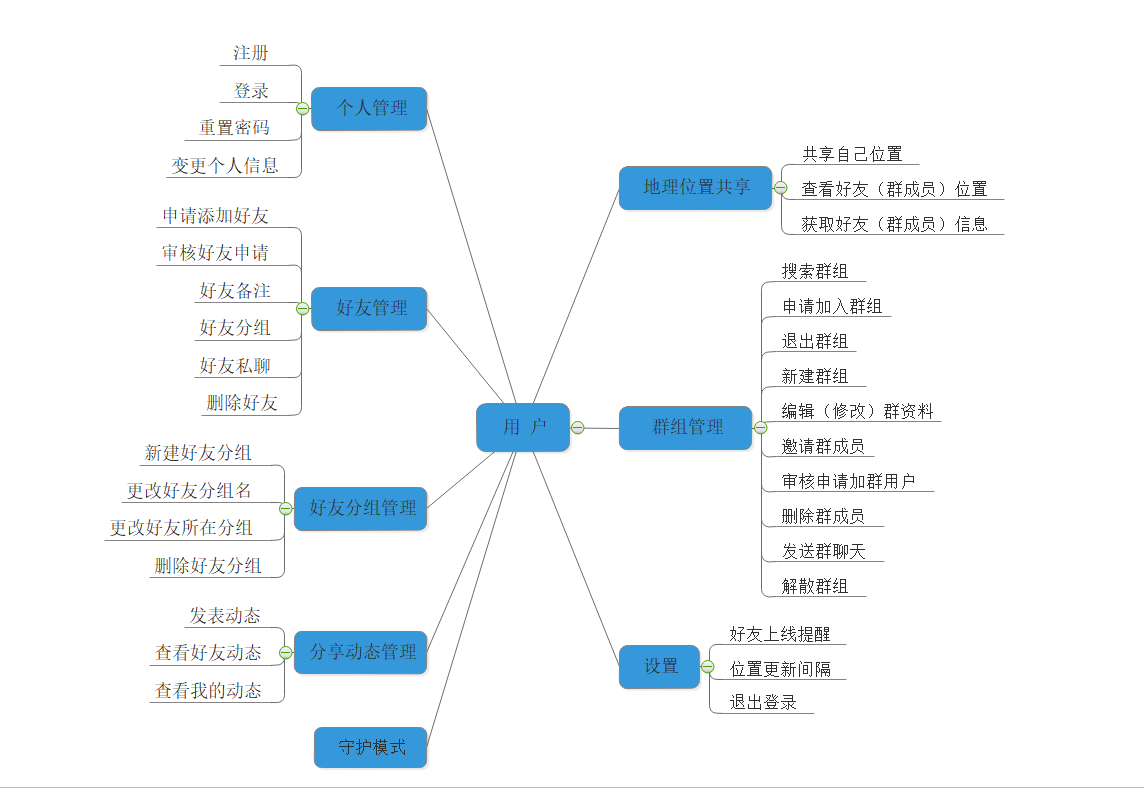 注册
登录
重置密码
变更个人信息
个人管理
申请添加好友
审核好友申请
好友备注
好友分组
好友私聊
删除好友
好友管理
新建好友分组
更改好友分组名
更改好友所在分组
删除好友分组
好友分组管理
发表动态
查看好友动态
查看我的动态
分享动态管理
守护模式
用 户
地理位置共享
共享自己位置
查看好友（群成员）位置
获取好友（群成员）信息
群组管理
搜索群组
申请加入群组
退出群组
新建群组
编辑（修改）群资料
邀请群成员
审核申请加群用户
删除群成员
发送群聊天
解散群组
设置
好友上线提醒
位置更新间隔
退出登录